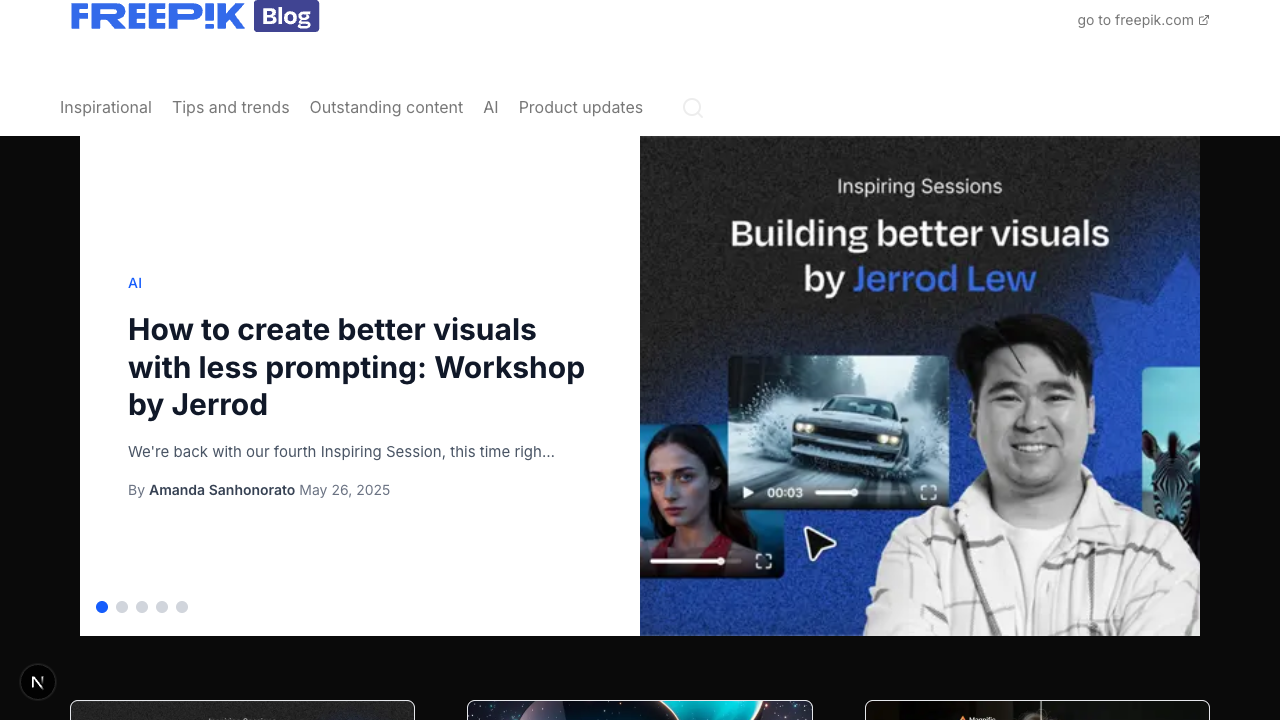 FREEP!K Blog
go to freepik.com
Inspirational Tips and trends Outstanding content AI Product updates
AI
How to create better visuals
with less prompting: Workshop
by Jerrod
We're back with our fourth Inspiring Session, this time righ...
By Amanda Sanhonorato May 26, 2025
Inspiring Sessions
Building better visuals
by Jerrod Lew
00:03
N
Magnific